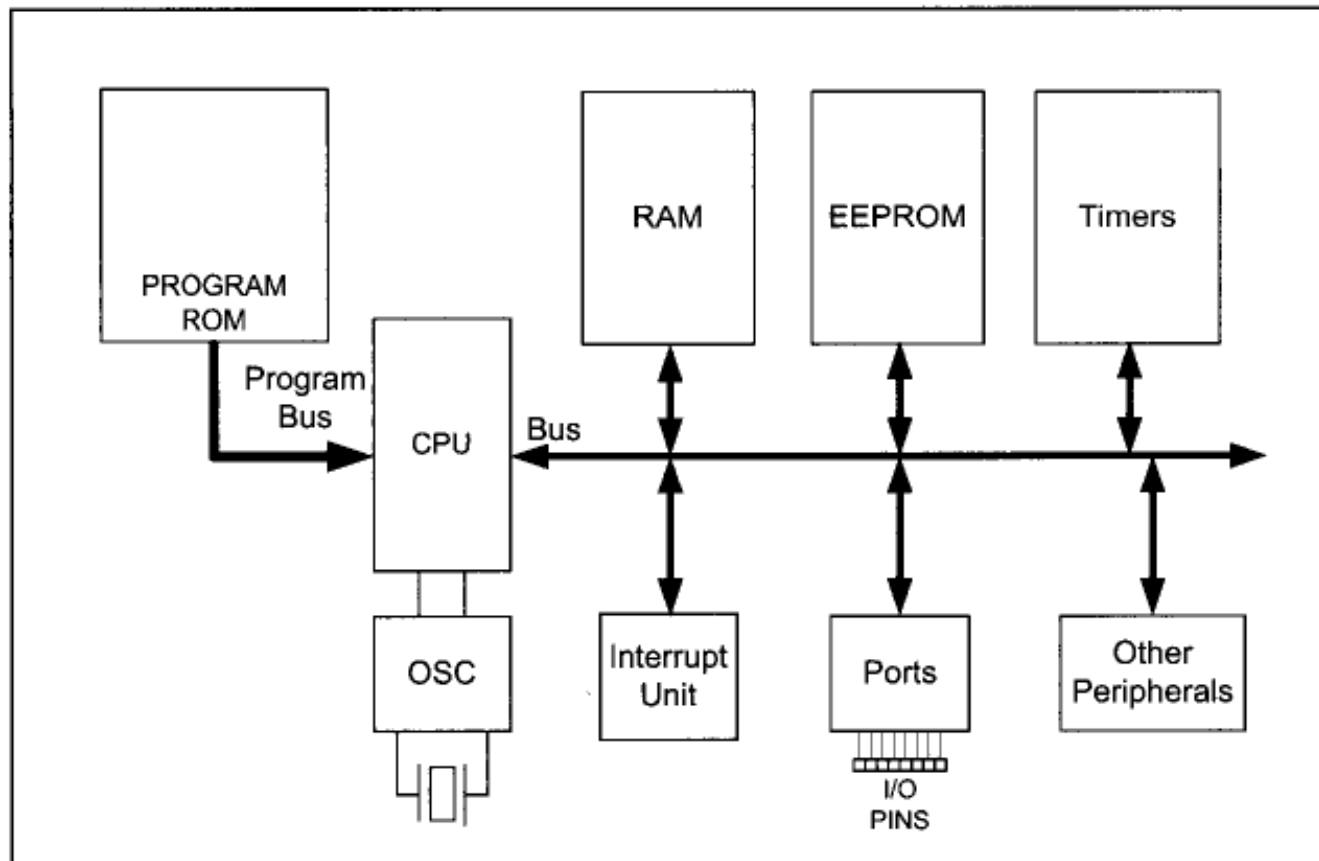 PROGRAM
ROM
Program
Bus
CPU
Bus
RAM
EEPROM
Timers
OSC
Interrupt
Unit
Ports
I/O
PINS
Other
Peripherals